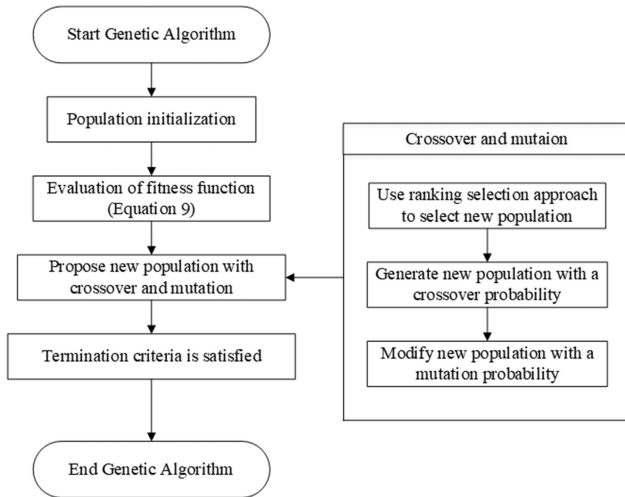 Start Genetic Algorithm
Population initialization
Evaluation of fitness function
(Equation 9)
Propose new population with
crossover and mutation
Termination criteria is satisfied
End Genetic Algorithm
Crossover and mutaion
Use ranking selection approach
to select new population
Generate new population with a
crossover probability
Modify new population with a
mutation probability